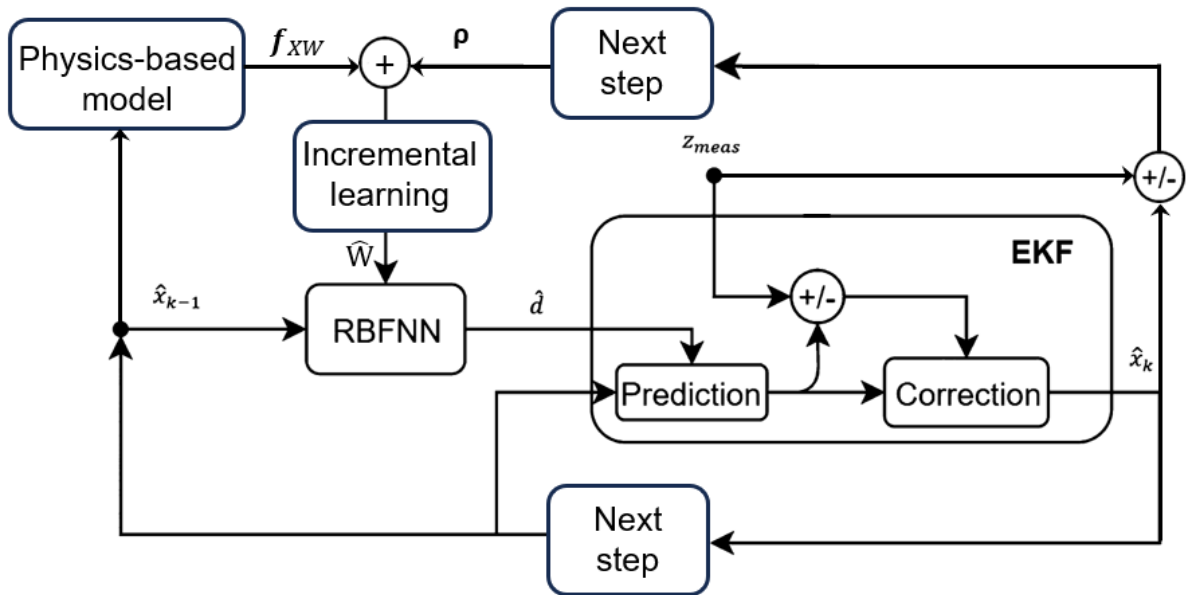 Physics-based
model
𝒇_XW
+
ρ
Next
step
Incremental
learning
z_meas
+/-
Ŵ
EKF
x̂_{k−1}
RBFNN
d̂
+/-
Prediction
Correction
x̂_k
Next
step